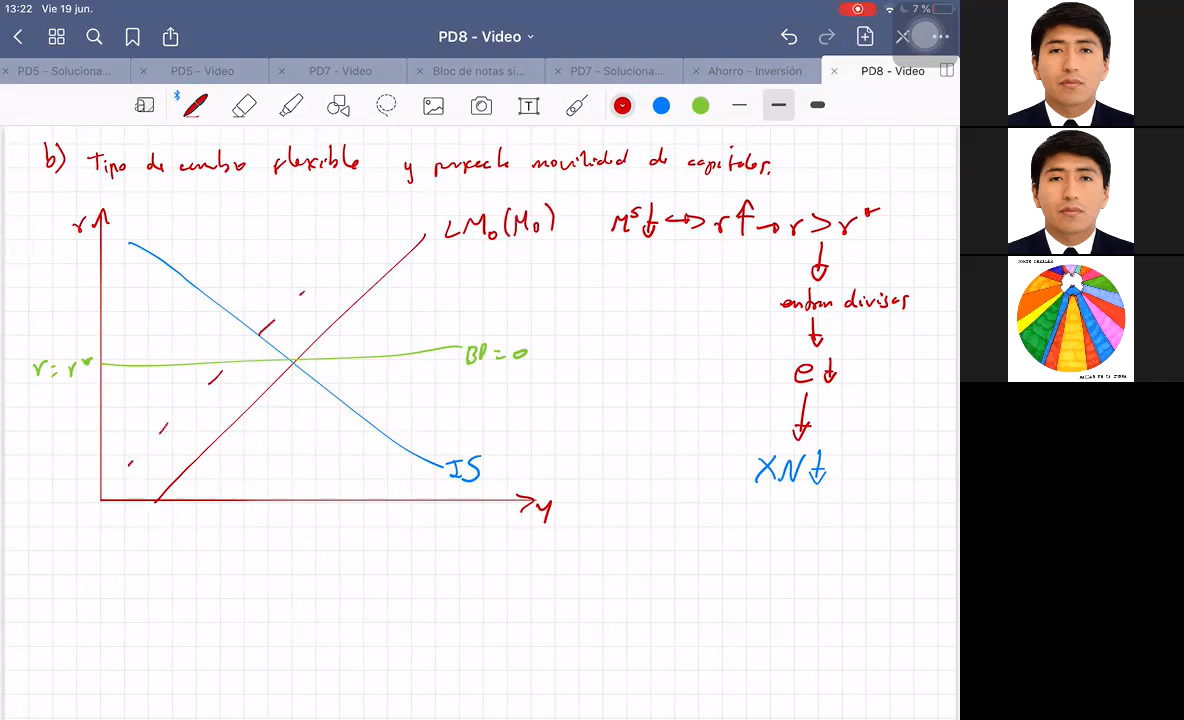 13:22 Vie 19 jun.
7 %
PD8 - Video
PD5 - Soluciona...
PD5 - Video
PD7 - Video
Bloc de notas si...
PD7 - Soluciona...
Ahorro - Inversión
PD8 - Video
b) Tipo de cambio flexible y perfecta movilidad de capitales.
r
LM₀(M₀)
Mˢ↓ ↔ r↑ → r > r*
↓
entran divisas
↓
e↓
↓
XN↓
r = r*
BP = 0
IS
y